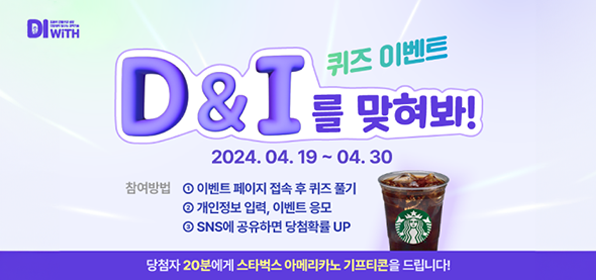 DI WITH
퀴즈 이벤트
D&I를 맞혀봐!
2024. 04. 19 ~ 04. 30
참여방법 ① 이벤트 페이지 접속 후 퀴즈 풀기
② 개인정보 입력, 이벤트 응모
③ SNS에 공유하면 당첨확률 UP
당첨자 20분에게 스타벅스 아메리카노 기프티콘을 드립니다!